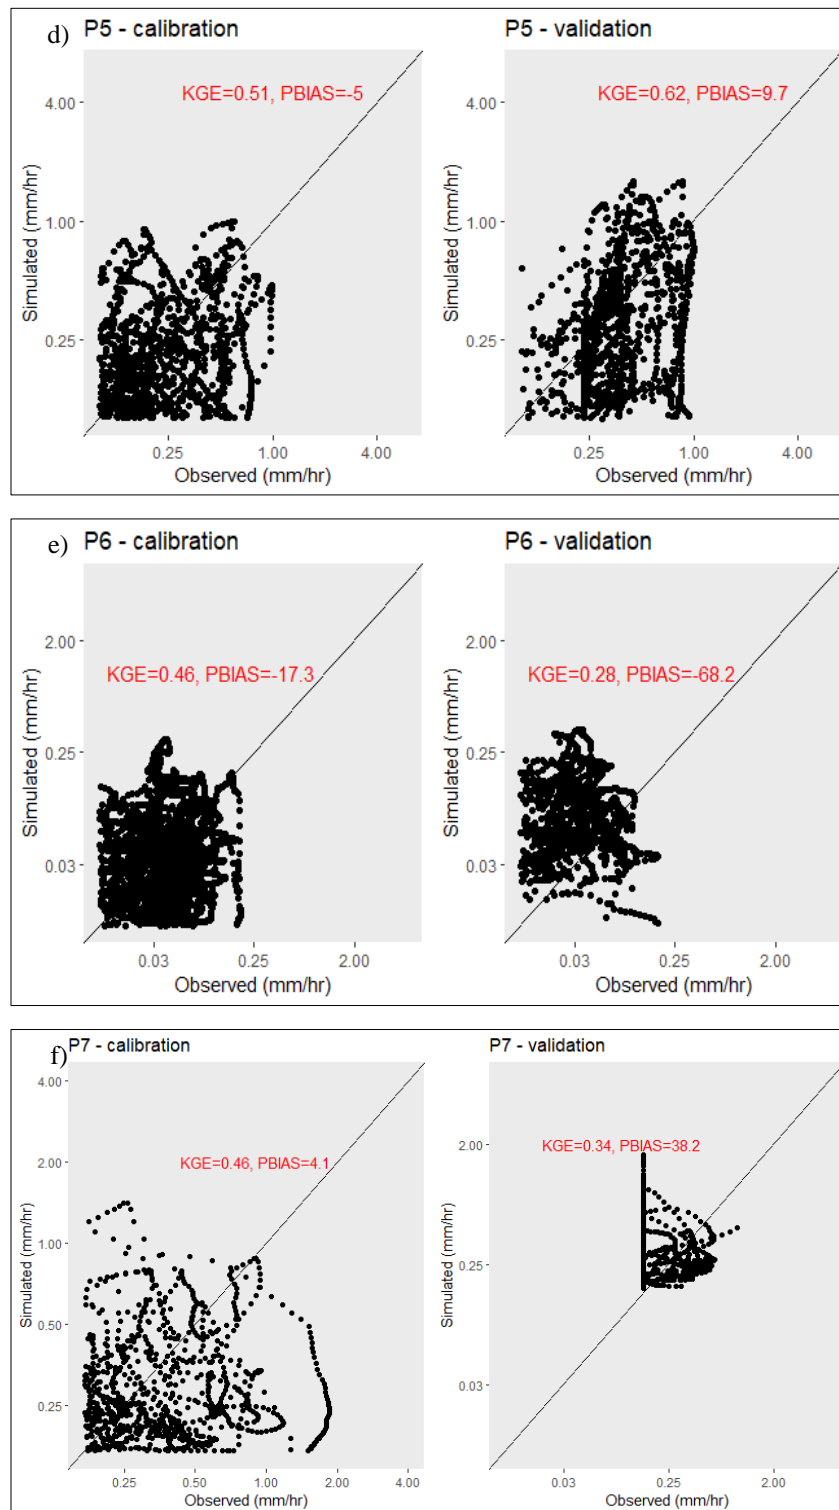 d) P5 - calibration
P5 - validation
KGE=0.51, PBIAS=-5
KGE=0.62, PBIAS=9.7
4.00
1.00
0.25
Simulated (mm/hr)
0.25 1.00 4.00
Observed (mm/hr)
4.00
1.00
0.25
Simulated (mm/hr)
0.25 1.00 4.00
Observed (mm/hr)
e) P6 - calibration
P6 - validation
KGE=0.46, PBIAS=-17.3
KGE=0.28, PBIAS=-68.2
2.00
0.25
0.03
Simulated (mm/hr)
0.03 0.25 2.00
Observed (mm/hr)
2.00
0.25
0.03
Simulated (mm/hr)
0.03 0.25 2.00
Observed (mm/hr)
f) P7 - calibration
P7 - validation
KGE=0.46, PBIAS=4.1
KGE=0.34, PBIAS=38.2
4.00
2.00
1.00
0.50
0.25
Simulated (mm/hr)
0.25 0.50 1.00 2.00 4.00
Observed (mm/hr)
2.00
0.25
0.03
Simulated (mm/hr)
0.03 0.25 2.00
Observed (mm/hr)